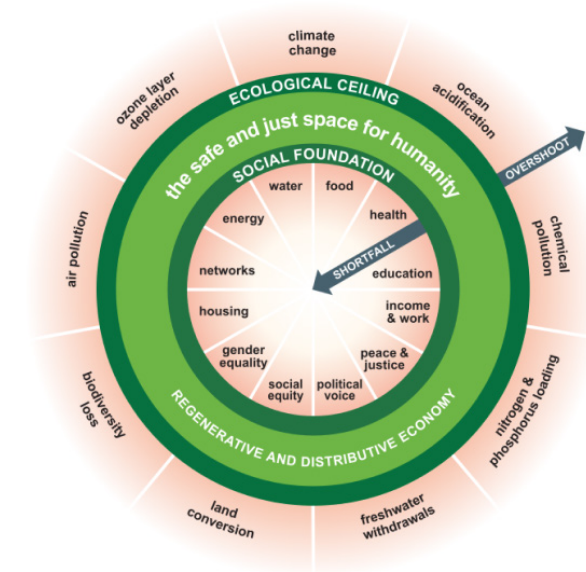 climate
change
ocean
acidification
chemical
pollution
nitrogen &
phosphorus loading
freshwater
withdrawals
land
conversion
biodiversity
loss
air pollution
ozone layer
depletion
OVERSHOOT
ECOLOGICAL CEILING
the safe and just space for humanity
SOCIAL FOUNDATION
water
food
health
SHORTFALL
education
income
& work
peace &
justice
political
voice
social
equity
gender
equality
housing
networks
energy
REGENERATIVE AND DISTRIBUTIVE ECONOMY